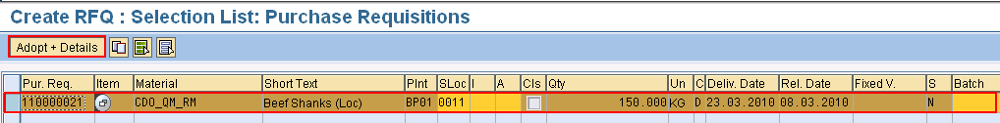 Create RFQ : Selection List: Purchase Requisitions
Adopt + Details
Pur. Req. Item Material Short Text Plnt SLoc I A Cls Qty Un C Deliv. Date Rel. Date Fixed V. S Batch
110000021 CDO_QM_RM Beef Shanks (Loc) BP01 0011 150.000 KG D 23.03.2010 08.03.2010 N